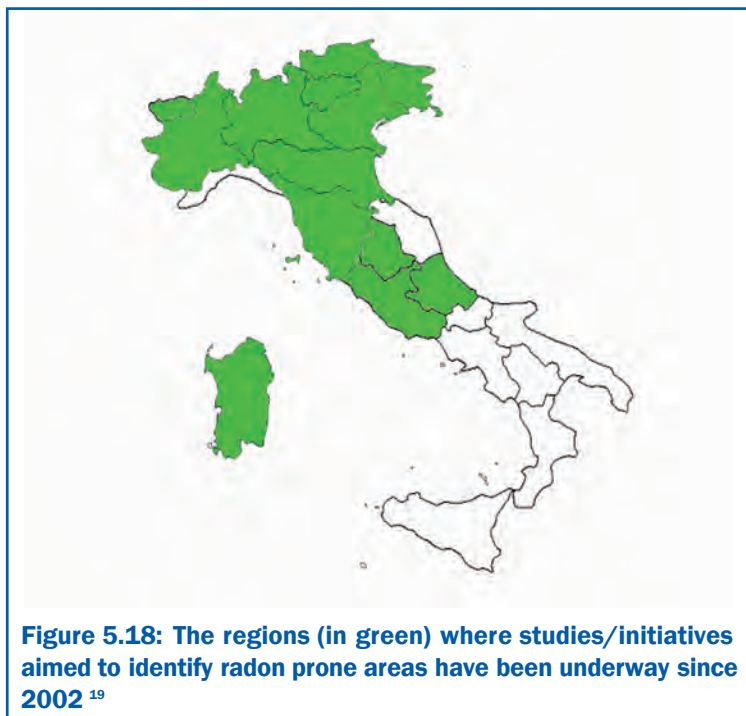 Figure 5.18: The regions (in green) where studies/initiatives
aimed to identify radon prone areas have been underway since
2002 19